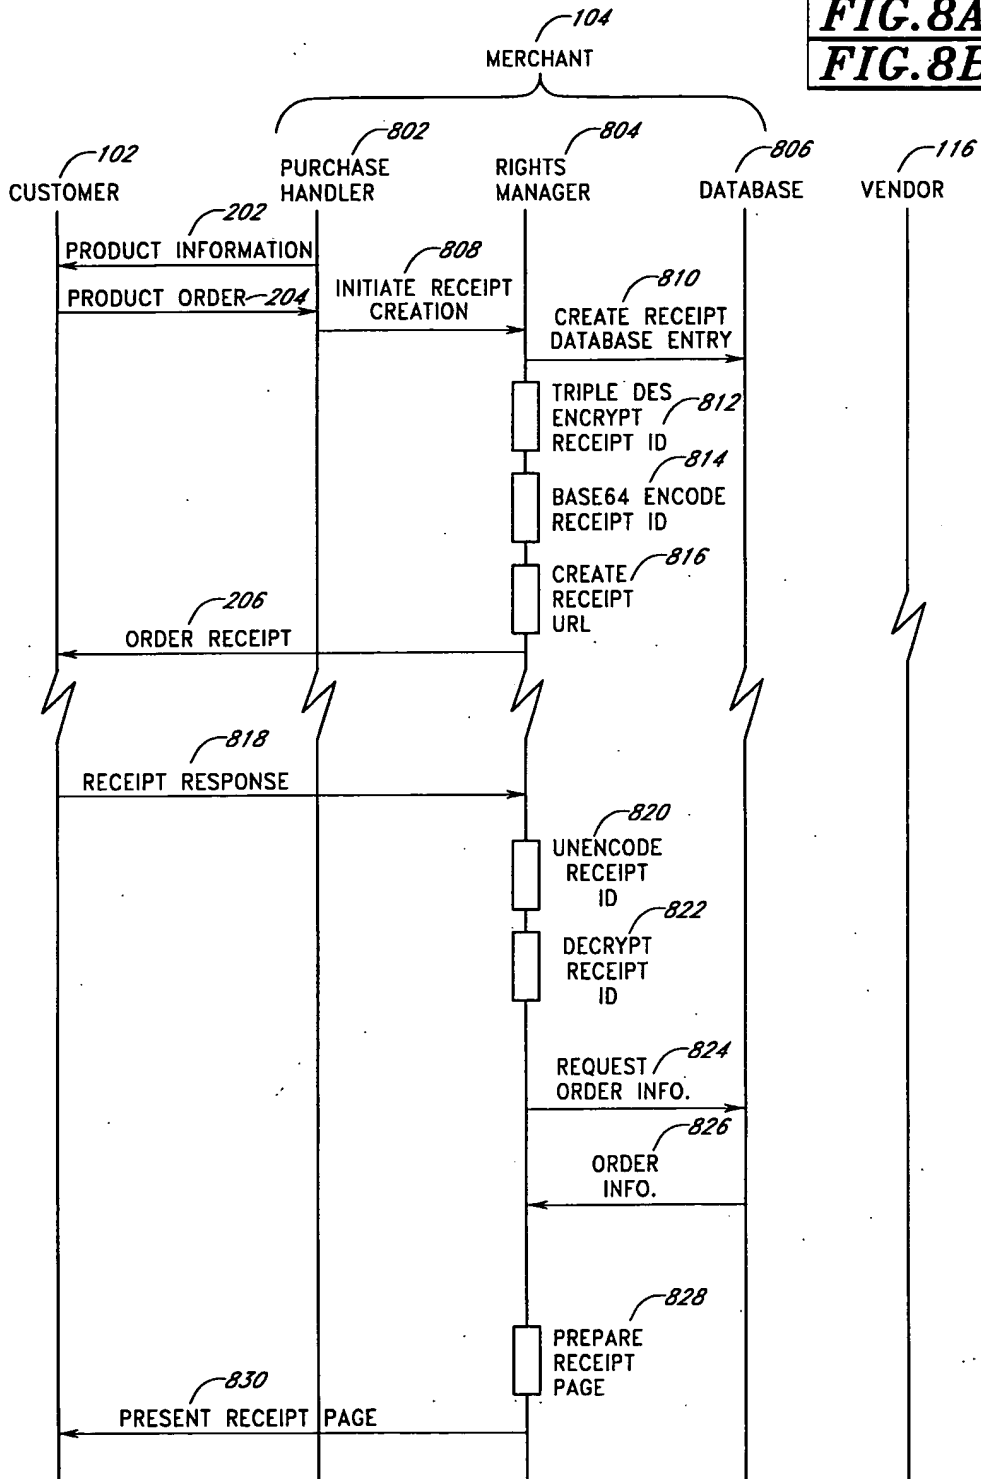 104
MERCHANT
FIG.8A
FIG.8B
102
CUSTOMER
802
PURCHASE
HANDLER
804
RIGHTS
MANAGER
806
DATABASE
116
VENDOR
202
PRODUCT INFORMATION
PRODUCT ORDER 204
808
INITIATE RECEIPT
CREATION
810
CREATE RECEIPT
DATABASE ENTRY
TRIPLE DES
ENCRYPT 812
RECEIPT ID
814
BASE64 ENCODE
RECEIPT ID
816
CREATE
RECEIPT
URL
206
ORDER RECEIPT
818
RECEIPT RESPONSE
820
UNENCODE
RECEIPT
ID
822
DECRYPT
RECEIPT
ID
824
REQUEST
ORDER INFO.
826
ORDER
INFO.
828
PREPARE
RECEIPT
PAGE
830
PRESENT RECEIPT PAGE